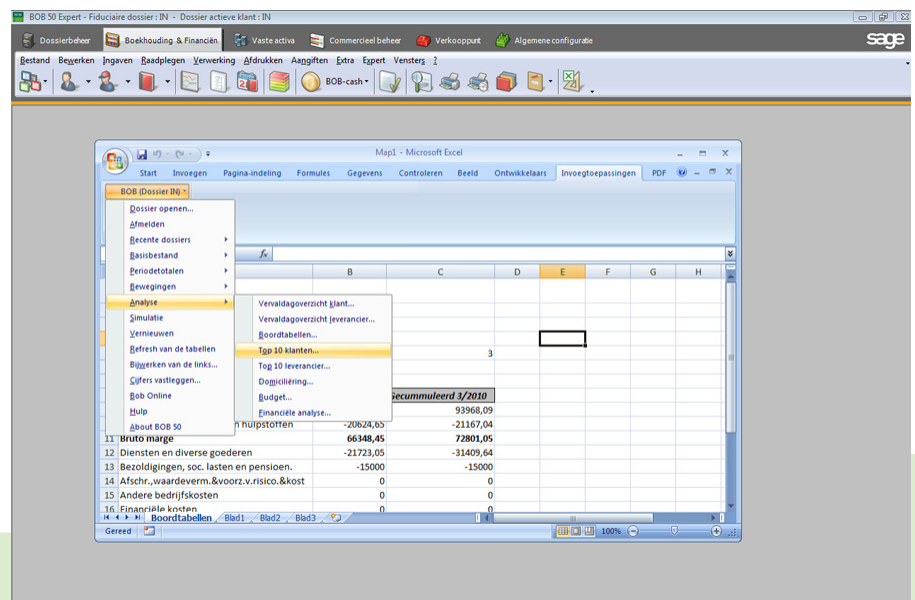 BOB 50 Expert - Fiduciaire dossier : IN - Dossier actieve klant : IN
Dossierbeheer Boekhouding & Financiën Vaste activa Commercieel beheer Verkooppunt Algemene configuratie sage
Bestand Bewerken Ingaven Raadplegen Verwerking Afdrukken Aangiften Extra Expert Vensters ?
BOB-cash
Map1 - Microsoft Excel
Start Invoegen Pagina-indeling Formules Gegevens Controleren Beeld Ontwikkelaars Invoegtoepassingen PDF
BOB (Dossier IN)
Dossier openen...
Afmelden
Recente dossiers
Basisbestand
Periodetotalen
Bewegingen
Analyse
Simulatie
Vernieuwen
Refresh van de tabellen
Bijwerken van de links...
Cijfers vastleggen...
Bob Online
Hulp
About BOB 50
Vervaldagoverzicht klant...
Vervaldagoverzicht leverancier...
Boordtabellen...
Top 10 klanten...
Top 10 leverancier...
Domiciliëring...
Budget...
Financiële analyse...
fx
B C D E F G H
3
Gecummuleerd 3/2010
93968,09
n hulpstoffen -20624,65 -21167,04
11 Bruto marge 66348,45 72801,05
12 Diensten en diverse goederen -21723,05 -31409,64
13 Bezoldigingen, soc. lasten en pensioen. -15000 -15000
14 Afschr.,waardeverm.&voorz.v.risico.&kost 0 0
15 Andere bedrijfskosten 0 0
16 Financiële kosten 0 0
Boordtabellen Blad1 Blad2 Blad3
Gereed 100%